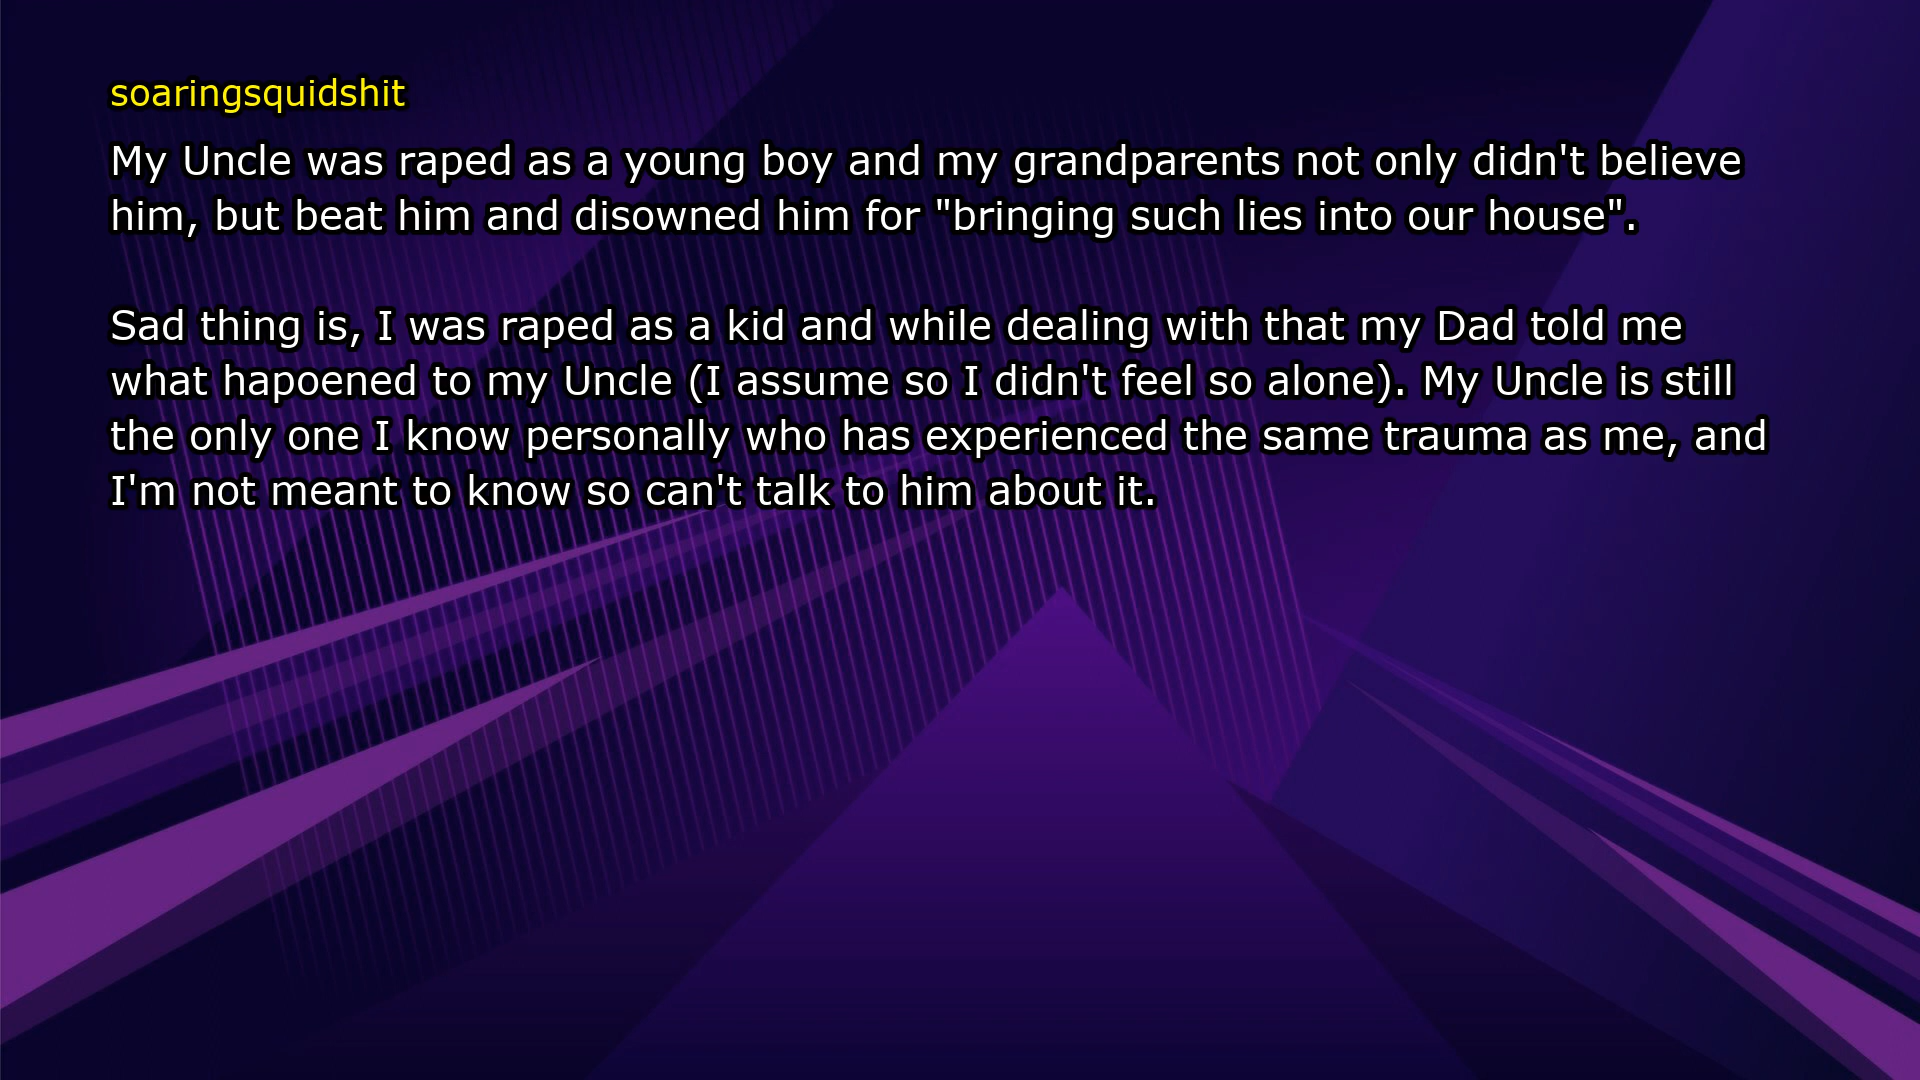 soaringsquidshit
My Uncle was raped as a young boy and my grandparents not only didn't believe
him, but beat him and disowned him for "bringing such lies into our house".
Sad thing is, I was raped as a kid and while dealing with that my Dad told me
what hapoened to my Uncle (I assume so I didn't feel so alone). My Uncle is still
the only one I know personally who has experienced the same trauma as me, and
I'm not meant to know so can't talk to him about it.